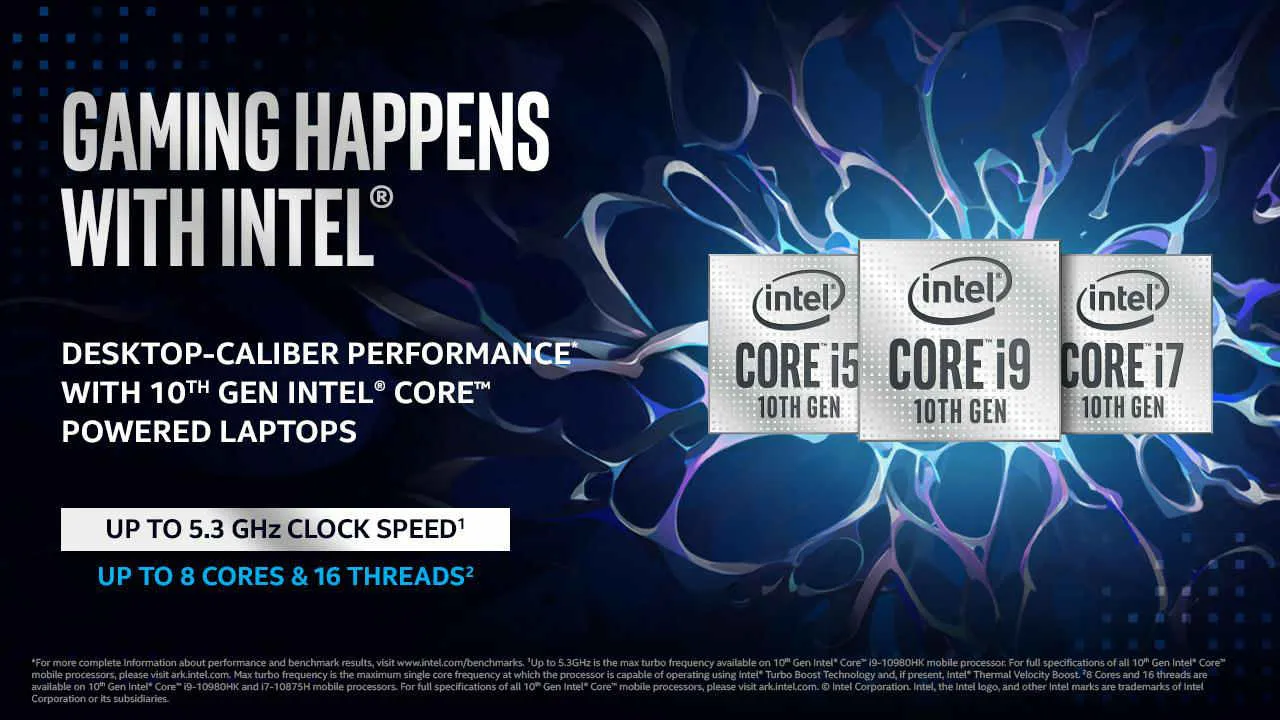 GAMING HAPPENS
WITH INTEL®
DESKTOP-CALIBER PERFORMANCE*
WITH 10TH GEN INTEL® CORE™
POWERED LAPTOPS
UP TO 5.3 GHz CLOCK SPEED¹
UP TO 8 CORES & 16 THREADS²
intel®
CORE™ i5
10TH GEN
intel®
CORE™ i9
10TH GEN
intel®
CORE™ i7
10TH GEN
*For more complete information about performance and benchmark results, visit www.intel.com/benchmarks. ¹Up to 5.3GHz is the max turbo frequency available on 10th Gen Intel® Core™ i9-10980HK mobile processor. For full specifications of all 10th Gen Intel® Core™
mobile processors, please visit ark.intel.com. Max turbo frequency is the maximum single core frequency at which the processor is capable of operating using Intel® Turbo Boost Technology and, if present, Intel® Thermal Velocity Boost. ²8 Cores and 16 threads are
available on 10th Gen Intel® Core™ i9-10980HK and i7-10875H mobile processors. For full specifications of all 10th Gen Intel® Core™ mobile processors, please visit ark.intel.com. © Intel Corporation. Intel, the Intel logo, and other Intel marks are trademarks of Intel
Corporation or its subsidiaries.